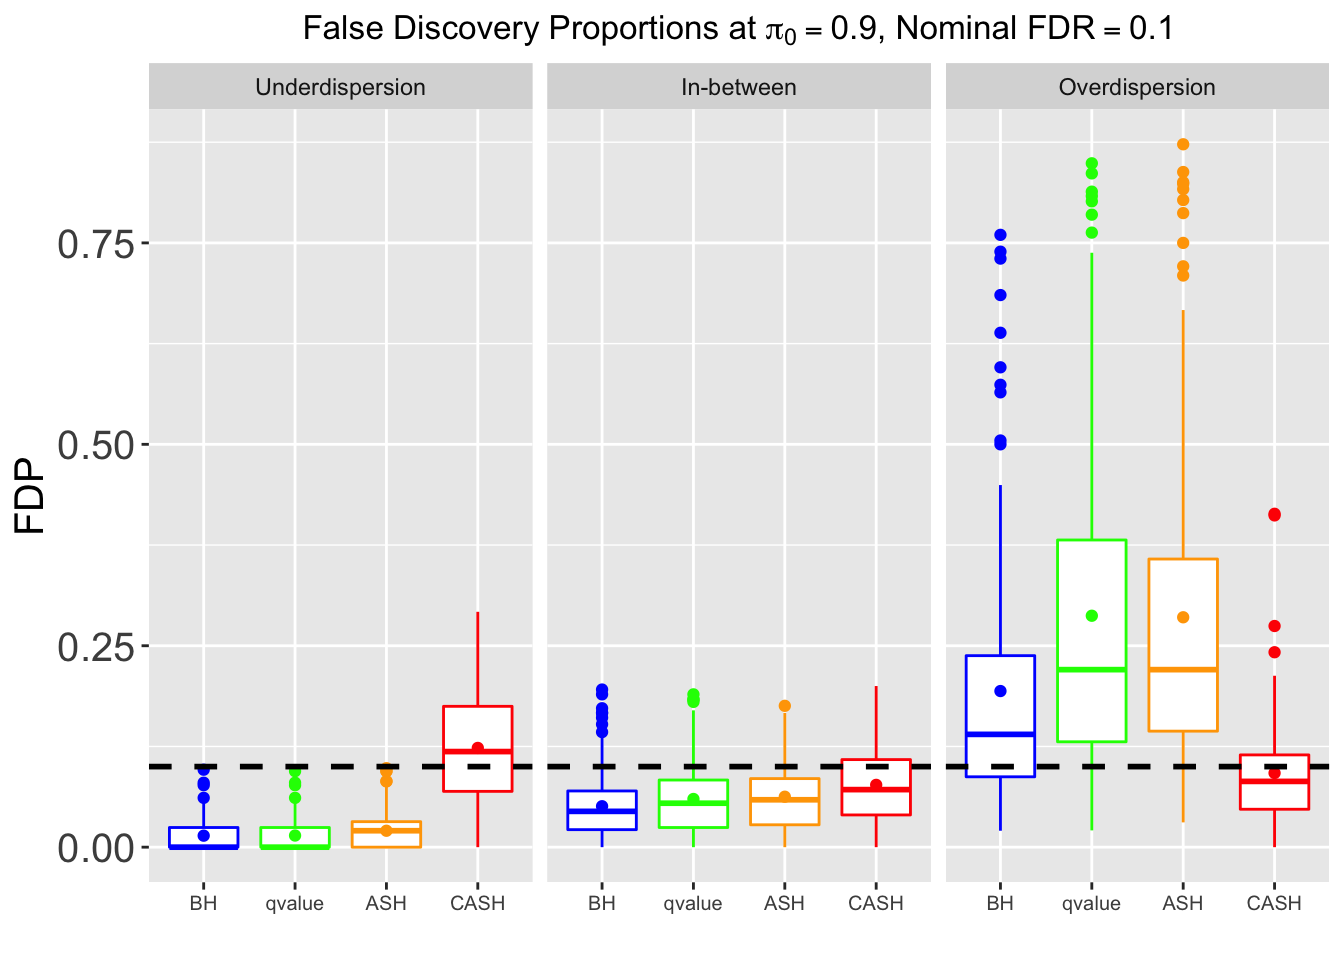 False Discovery Proportions at π₀ = 0.9, Nominal FDR = 0.1
Underdispersion In-between Overdispersion
FDP
0.75
0.50
0.25
0.00
BH qvalue ASH CASH BH qvalue ASH CASH BH qvalue ASH CASH